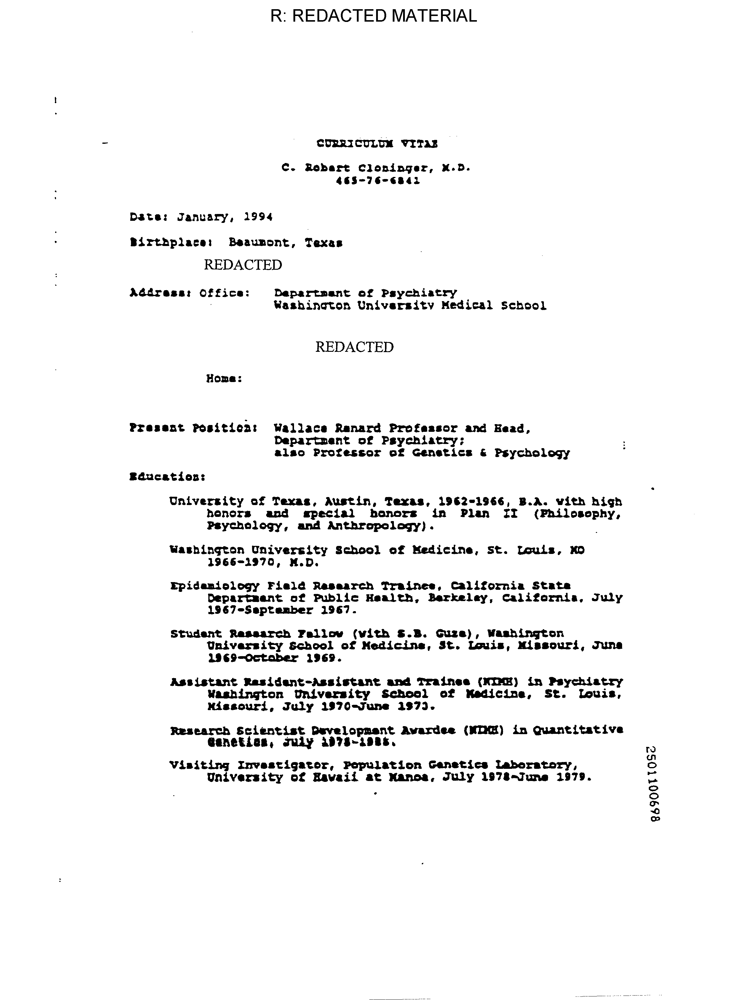 R: REDACTED MATERIAL
CURRICULUM VITAE
C. Robert Cloninger, M.D.
465-76-6841
Date: January, 1994
Birthplace: Beaumont, Texas
REDACTED
Address: Office: Department of Psychiatry
Washington University Medical School
REDACTED
Home:
Present Position: Wallace Renard Professor and Head,
Department of Psychiatry;
also Professor of Genetics & Psychology
Education:
University of Texas, Austin, Texas, 1962-1966, B.A. with high
honors and special honors in Plan II (Philosophy,
Psychology, and Anthropology).
Washington University School of Medicine, St. Louis, MO
1966-1970, M.D.
Epidemiology Field Research Trainee, California State
Department of Public Health, Berkeley, California, July
1967-September 1967.
Student Research Fellow (with S.B. Guze), Washington
University School of Medicine, St. Louis, Missouri, June
1969-October 1969.
Assistant Resident-Assistant and Trainee (NIMH) in Psychiatry
Washington University School of Medicine, St. Louis,
Missouri, July 1970-June 1973.
Research Scientist Development Awardee (NIMH) in Quantitative
Genetics, July 1975-1985.
Visiting Investigator, Population Genetics Laboratory,
University of Hawaii at Manoa, July 1978-June 1979.
2501100698